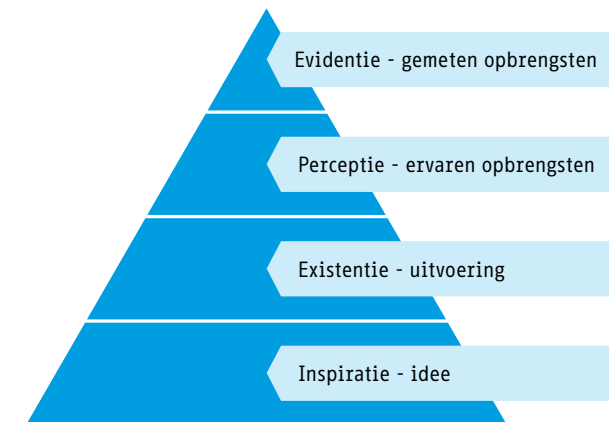 Evidentie - gemeten opbrengsten
Perceptie - ervaren opbrengsten
Existentie - uitvoering
Inspiratie - idee